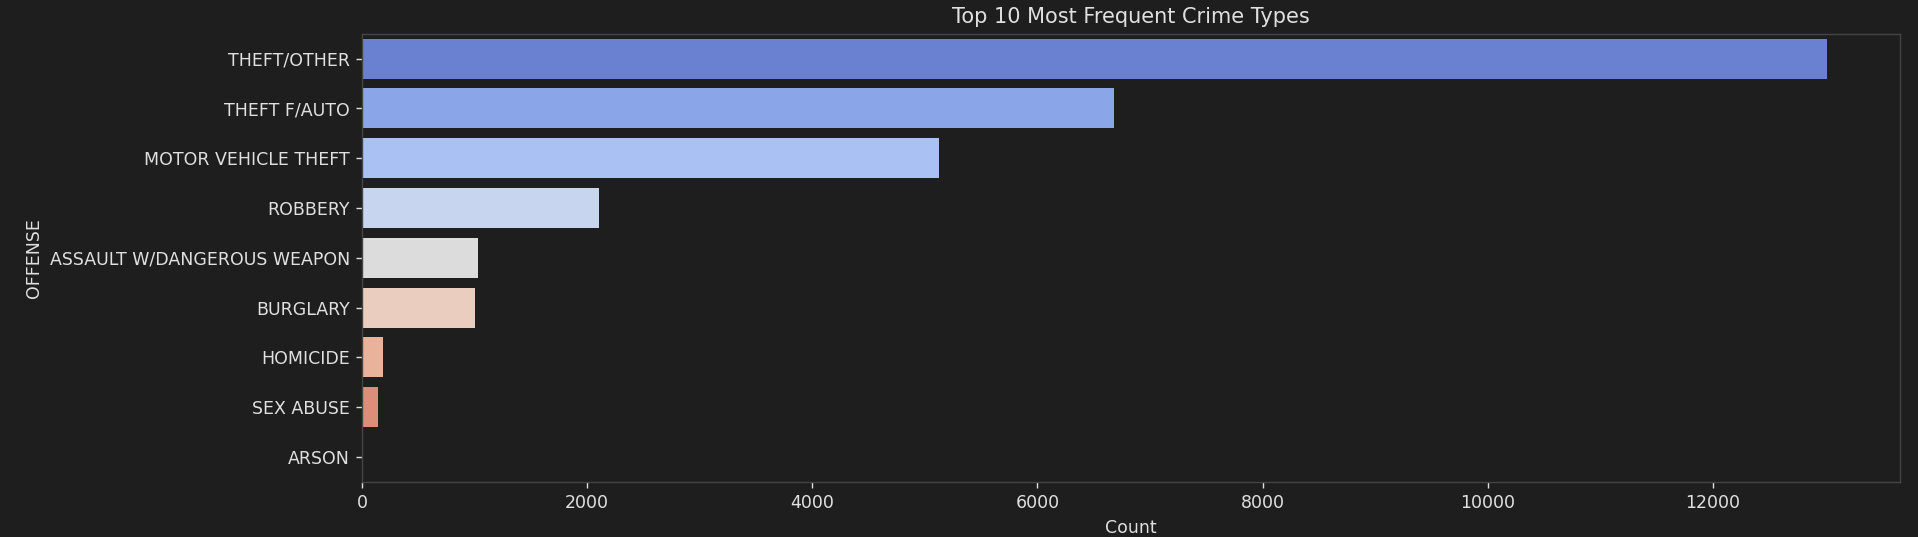 Top 10 Most Frequent Crime Types
OFFENSE
THEFT/OTHER
THEFT F/AUTO
MOTOR VEHICLE THEFT
ROBBERY
ASSAULT W/DANGEROUS WEAPON
BURGLARY
HOMICIDE
SEX ABUSE
ARSON
0 2000 4000 6000 8000 10000 12000
Count